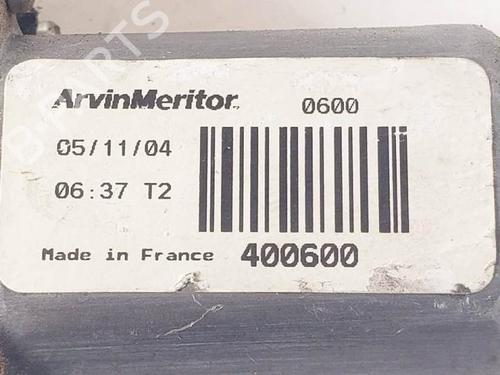 ArvinMeritor. 0600
05/11/04
06:37 T2
Made in France 400600